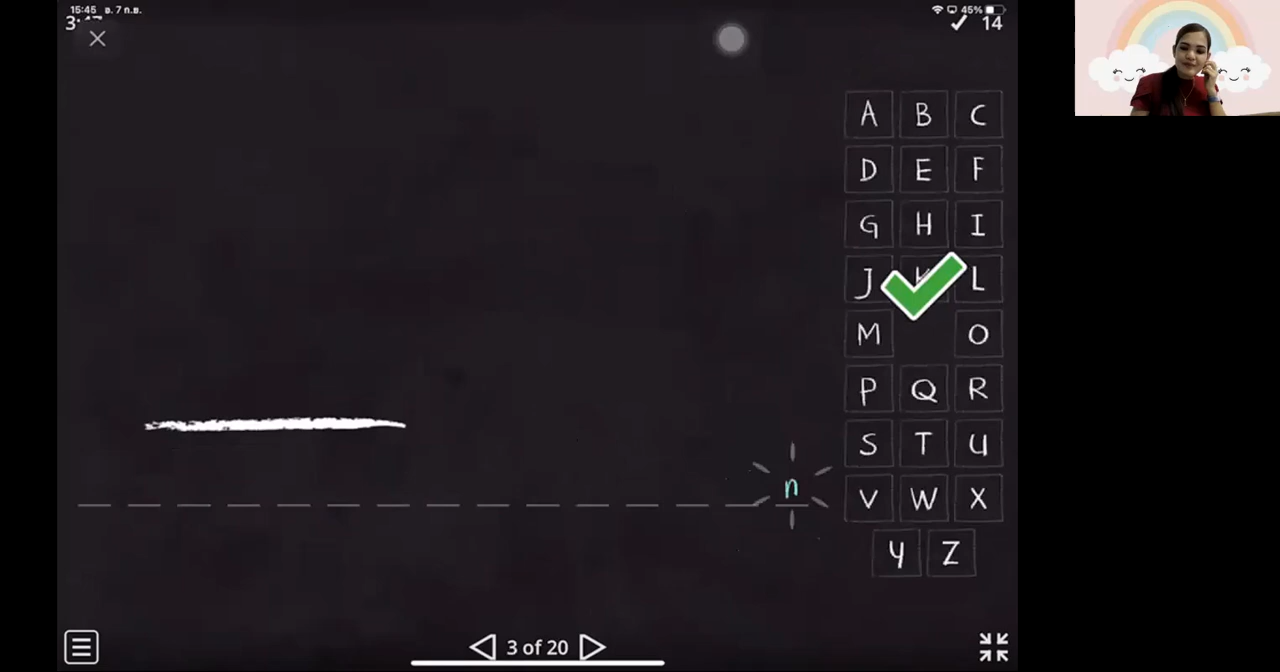 15:45 อ. 7 ก.ย.
45%
14
A B C
D E F
G H I
J K L
M O
P Q R
S T U
V W X
Y Z
n
3 of 20